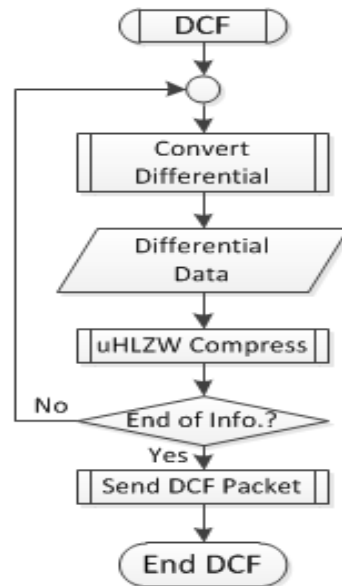 DCF
Convert
Differential
Differential
Data
uHLZW Compress
End of Info.?
No
Yes
Send DCF Packet
End DCF